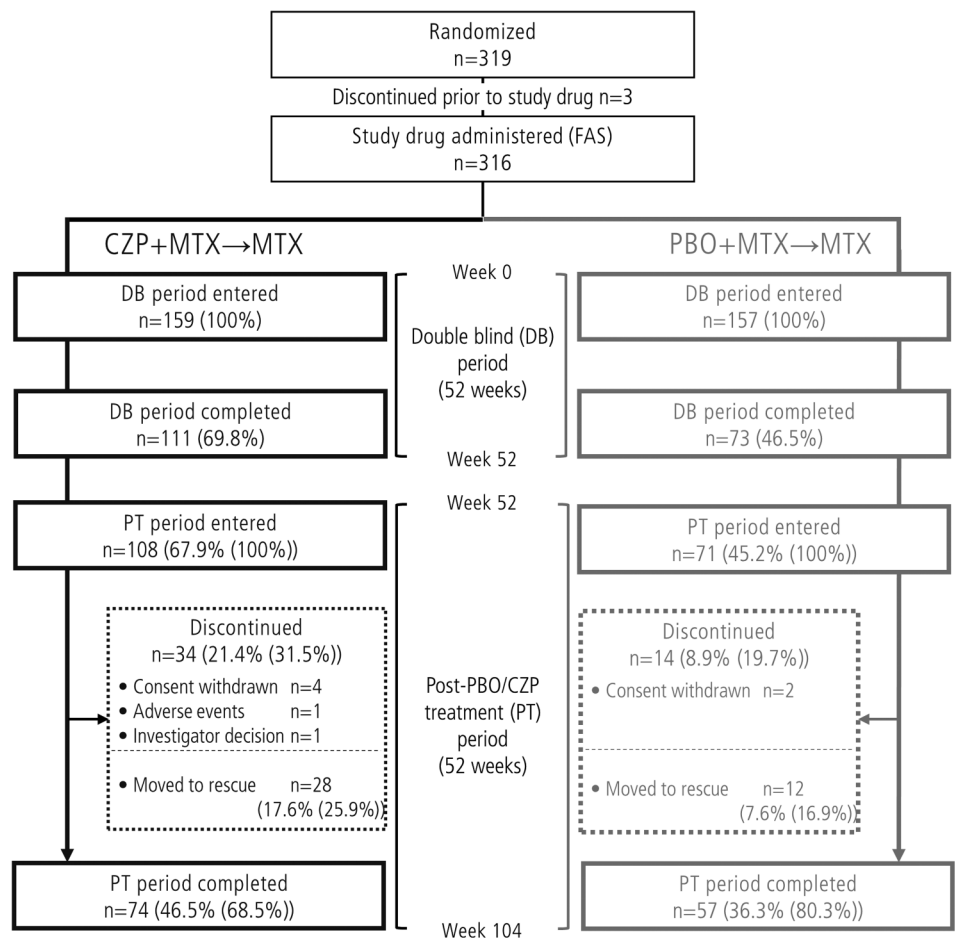 Randomized
n=319
Discontinued prior to study drug n=3
Study drug administered (FAS)
n=316
CZP+MTX→MTX
PBO+MTX→MTX
Week 0
DB period entered
n=159 (100%)
DB period entered
n=157 (100%)
Double blind (DB)
period
(52 weeks)
DB period completed
n=111 (69.8%)
DB period completed
n=73 (46.5%)
Week 52
Week 52
PT period entered
n=108 (67.9% (100%))
PT period entered
n=71 (45.2% (100%))
Discontinued
n=34 (21.4% (31.5%))
• Consent withdrawn n=4
• Adverse events n=1
• Investigator decision n=1
• Moved to rescue n=28
(17.6% (25.9%))
Post-PBO/CZP
treatment (PT)
period
(52 weeks)
Discontinued
n=14 (8.9% (19.7%))
• Consent withdrawn n=2
• Moved to rescue n=12
(7.6% (16.9%))
PT period completed
n=74 (46.5% (68.5%))
PT period completed
n=57 (36.3% (80.3%))
Week 104